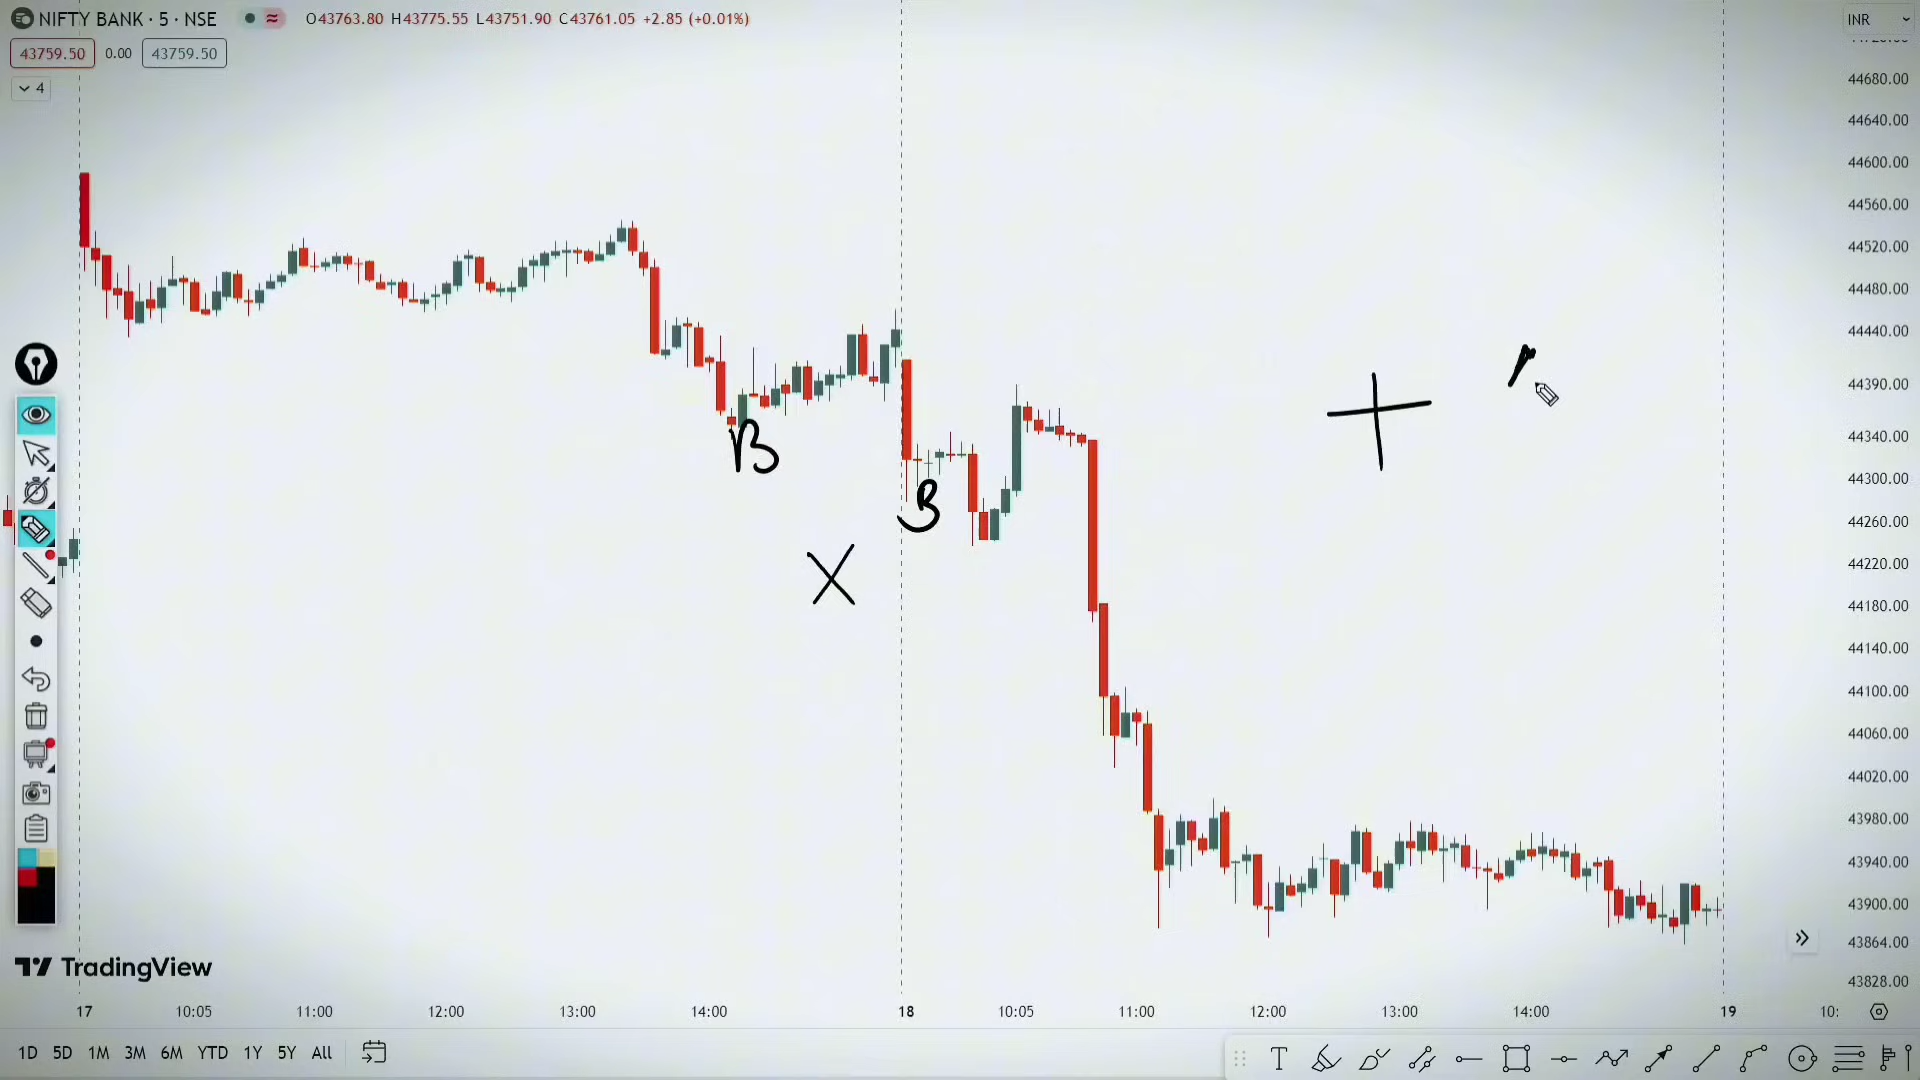 NIFTY BANK · 5 · NSE O43763.80 H43775.55 L43751.90 C43761.05 +2.85 (+0.01%)
INR
43759.50 0.00 43759.50
4
44680.00
44640.00
44600.00
44560.00
44520.00
44480.00
44440.00
44390.00
44340.00
44300.00
44260.00
44220.00
44180.00
44140.00
44100.00
44060.00
44020.00
43980.00
43940.00
43900.00
43864.00
43828.00
B
B
X
TradingView
17 10:05 11:00 12:00 13:00 14:00 18 10:05 11:00 12:00 13:00 14:00 19 10:
1D 5D 1M 3M 6M YTD 1Y 5Y All